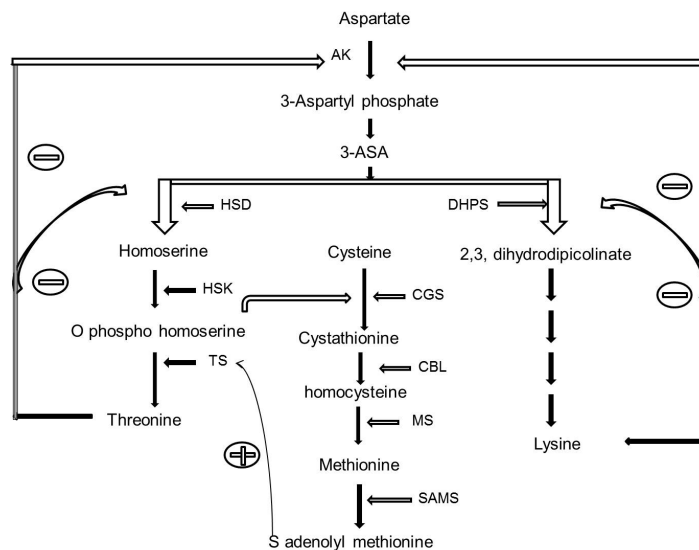 Aspartate
AK
3-Aspartyl phosphate
3-ASA
HSD
DHPS
Homoserine
Cysteine
2,3, dihydrodipicolinate
HSK
CGS
O phospho homoserine
Cystathionine
TS
CBL
homocysteine
Threonine
MS
Lysine
Methionine
SAMS
S adenolyl methionine